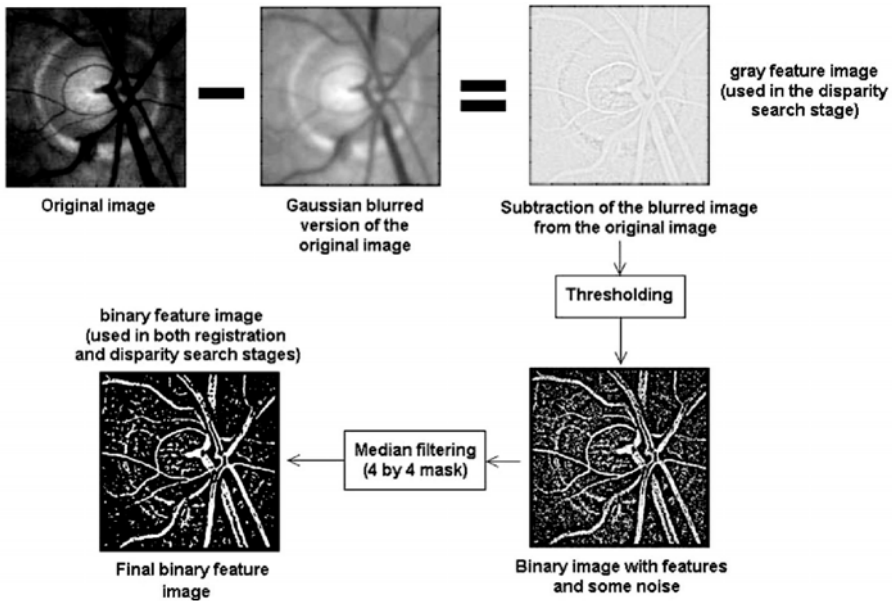 gray feature image
(used in the disparity
search stage)
Original image
Gaussian blurred
version of the
original image
Subtraction of the blurred image
from the original image
Thresholding
binary feature image
(used in both registration
and disparity search stages)
Median filtering
(4 by 4 mask)
Final binary feature
image
Binary image with features
and some noise